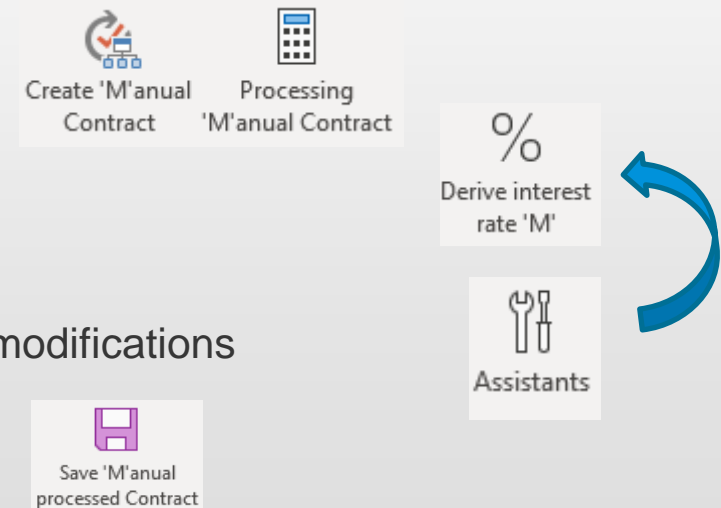 Create 'M'anual
Contract
Processing
'M'anual Contract
%
Derive interest
rate 'M'
modifications
Assistants
Save 'M'anual
processed Contract